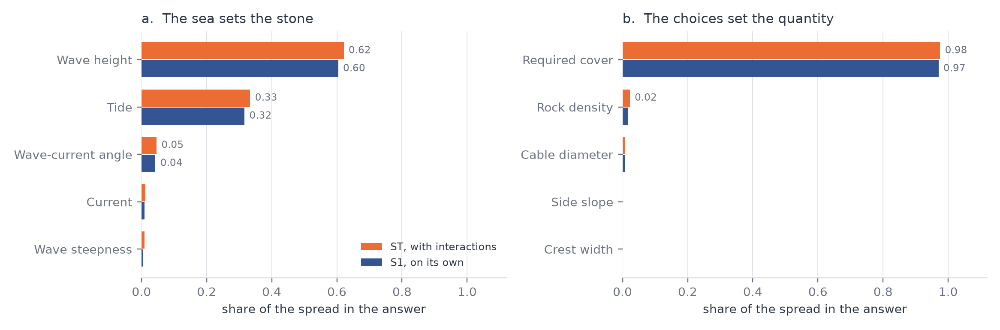 a.  The sea sets the stone
Wave height
0.62
0.60
Tide
0.33
0.32
Wave-current angle
0.05
0.04
Current
Wave steepness
ST, with interactions
S1, on its own
0.0 0.2 0.4 0.6 0.8 1.0
share of the spread in the answer
b.  The choices set the quantity
Required cover
0.98
0.97
Rock density
0.02
Cable diameter
Side slope
Crest width
0.0 0.2 0.4 0.6 0.8 1.0
share of the spread in the answer